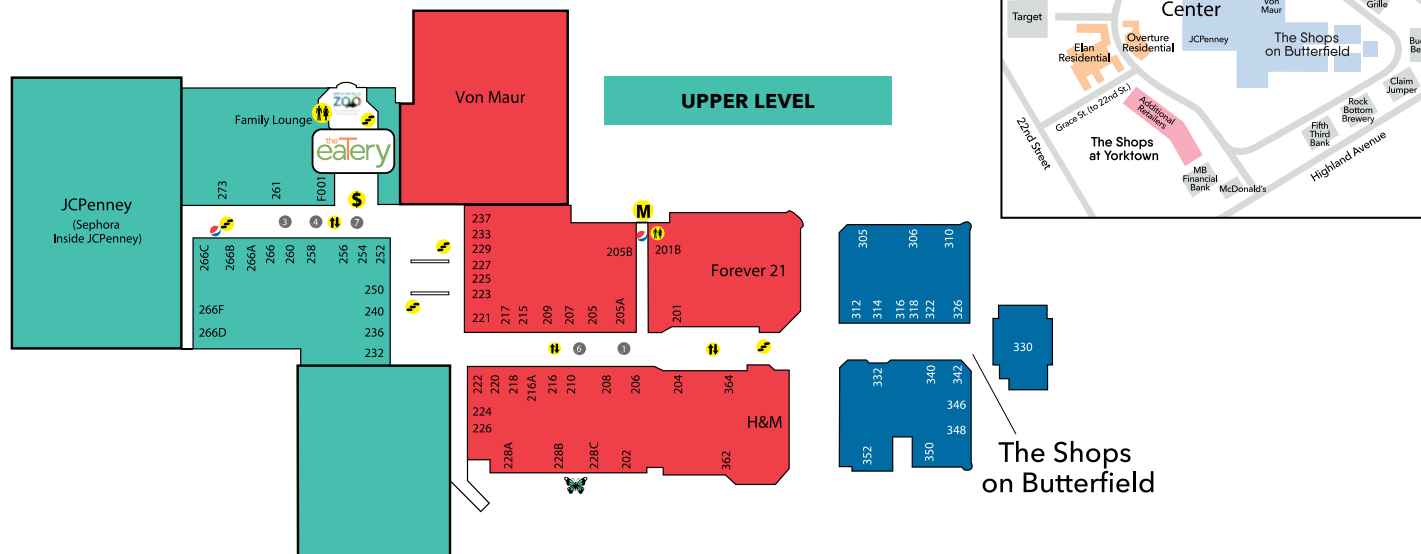 UPPER LEVEL
JCPenney
(Sephora
Inside JCPenney)
Family Lounge
ZOO
the
eaTery
273
261
F001
$
3
4
7
266C
266B
266A
266
260
258
256
254
252
250
240
236
232
266F
266D
Von Maur
237
233
229
227
225
223
221
217
215
209
207
205
205A
205B
M
201B
Forever 21
201
6
1
222
220
218
216A
216
210
208
206
204
364
224
226
H&M
228A
228B
228C
202
362
305
306
310
312
314
316
318
322
326
330
332
340
342
346
348
352
350
The Shops
on Butterfield
Target
Center
Von
Maur
Grille
JCPenney
The Shops
on Butterfield
Elan
Residential
Overture
Residential
Claim
Jumper
Rock
Bottom
Brewery
Fifth
Third
Bank
Grace St. (to 22nd St.)
Additional
Retailers
22nd Street
The Shops
at Yorktown
MB
Financial
Bank
McDonald's
Highland Avenue